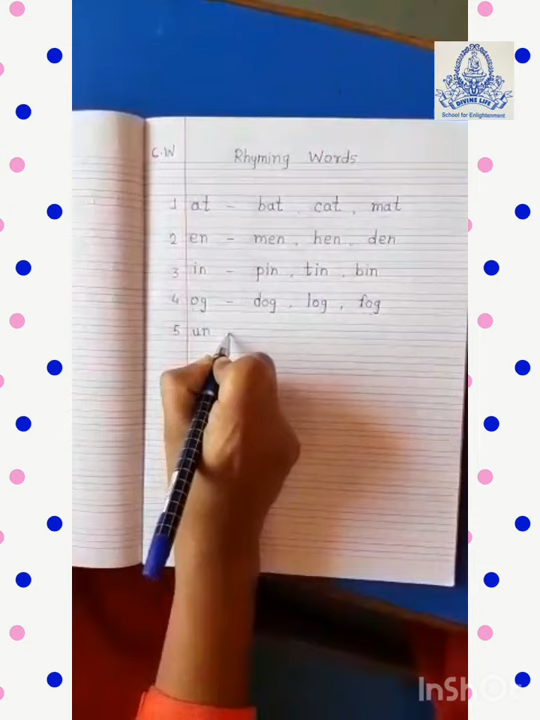 DIVINE LIFE
School for Enlightenment
C.W
Rhyming Words
1 at - bat, cat, mat
2 en - men, hen, den
3 in - pin, tin, bin
4 og - dog, log, fog
5 un
InShOt